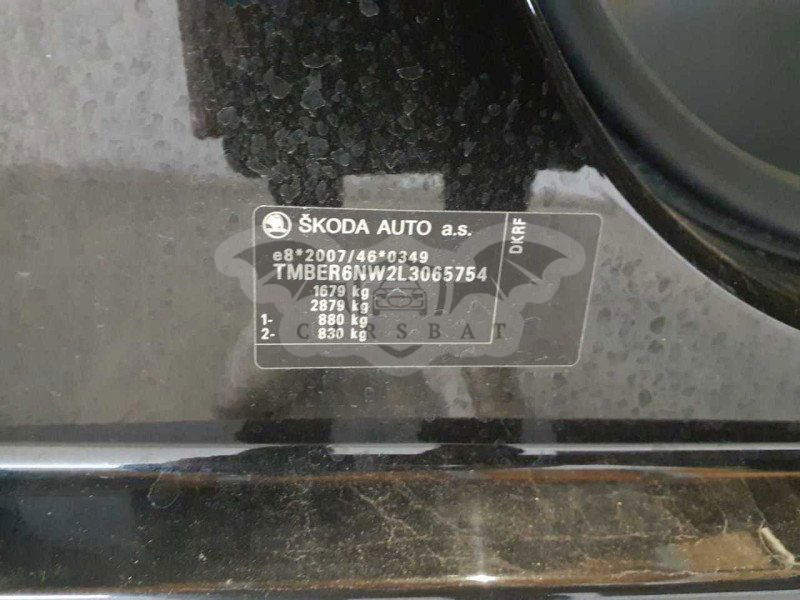 ŠKODA AUTO a.s.
e8*2007/46*0349
TMBER6NW2L3065754
1679 kg
2879 kg
1- 880 kg
2- 830 kg
DKRF
CARSBAT